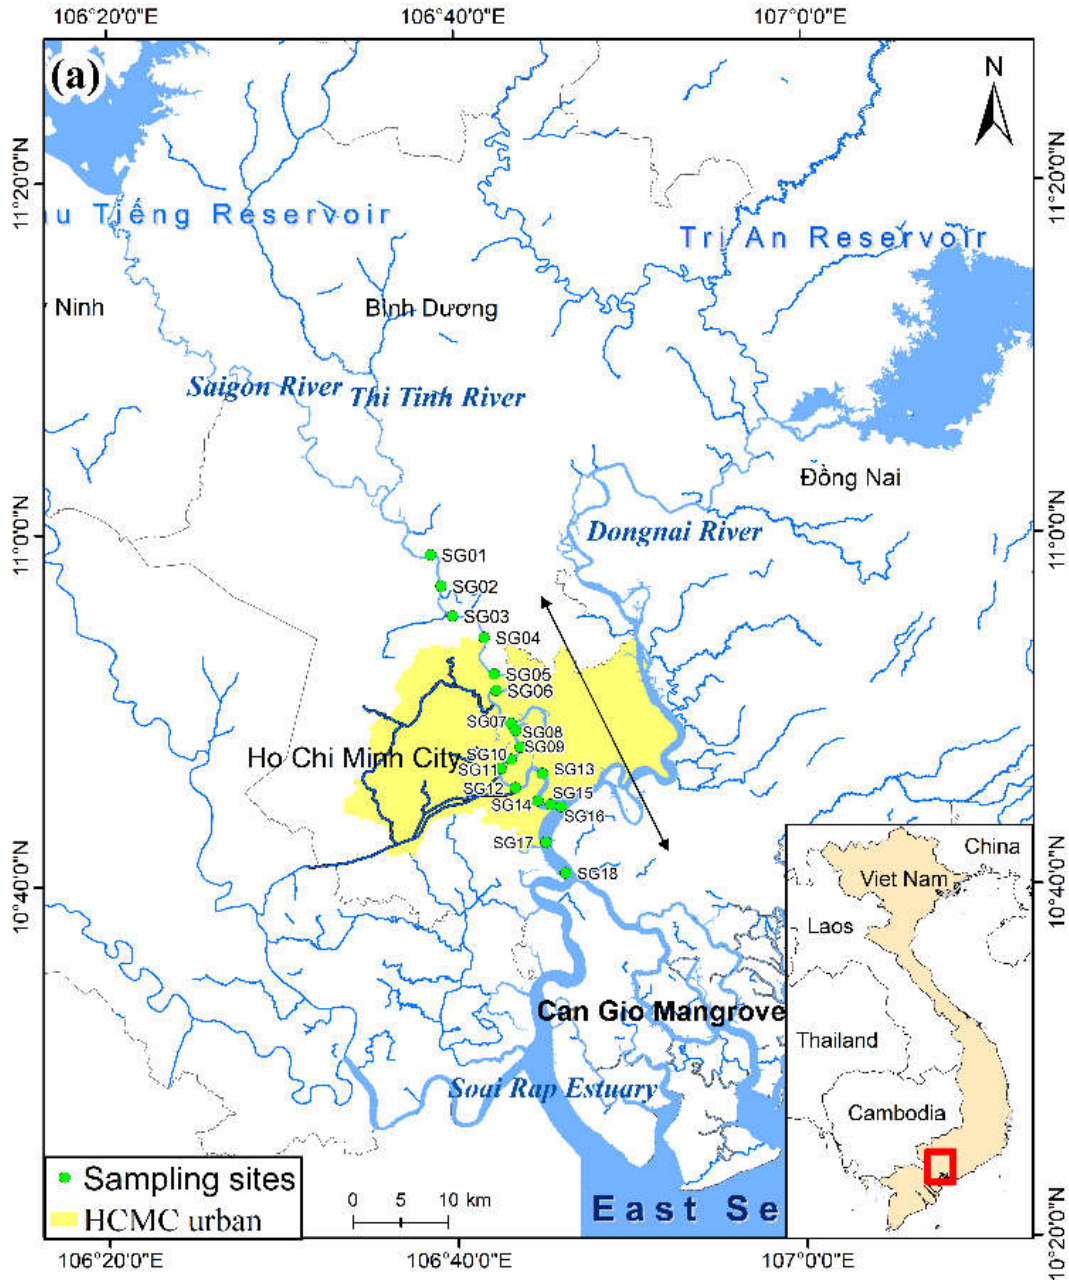 106°20'0"E
106°40'0"E
107°0'0"E
(a)
N
11°20'0"N
11°20'0"N
ầu Tiếng Reservoir
Trị An Reservoir
Ninh
Bình Dương
Saigon River
Thi Tinh River
Đồng Nai
Dongnai River
11°0'0"N
11°0'0"N
SG01
SG02
SG03
SG04
SG05
SG06
SG07
SG08
SG09
Ho Chi Minh City
SG10
SG11
SG13
SG12
SG15
SG14
SG16
SG17
SG18
10°40'0"N
10°40'0"N
China
Viet Nam
Laos
Can Gio Mangrove
Thailand
Soai Rap Estuary
Cambodia
Sampling sites
HCMC urban
0 5 10 km
East Se
106°20'0"E
106°40'0"E
107°0'0"E
10°20'0"N